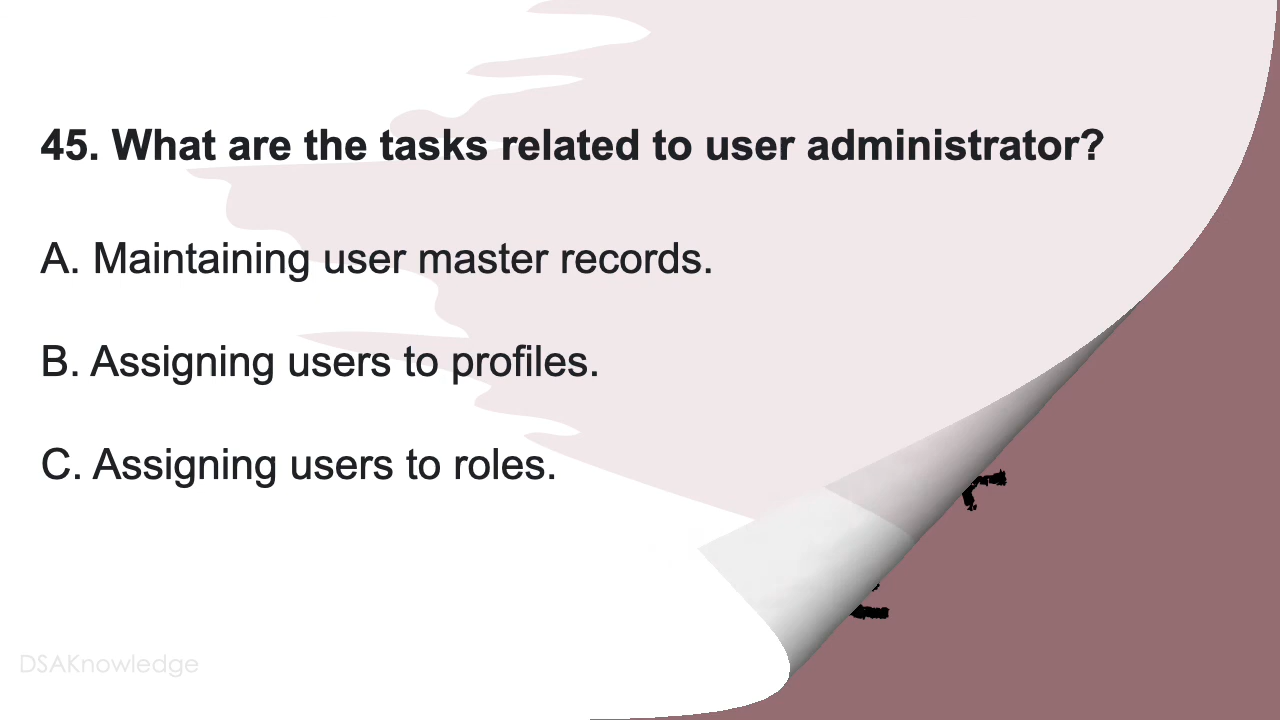 45. What are the tasks related to user administrator?
A. Maintaining user master records.
B. Assigning users to profiles.
C. Assigning users to roles.
DSAKnowledge